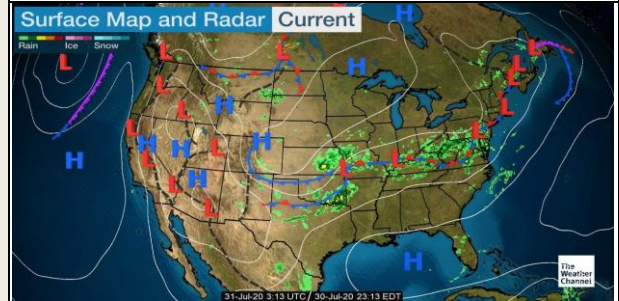 Surface Map and Radar Current
Rain Ice Snow
H
H
L
L
L
L
H
L
L
H
L
L
L
L
H
H
L
H
L
H
L
L
L
H
L
L
H
L
H
The
Weather
Channel
31-Jul-20 3:13 UTC / 30-July-20 23:13 EDT